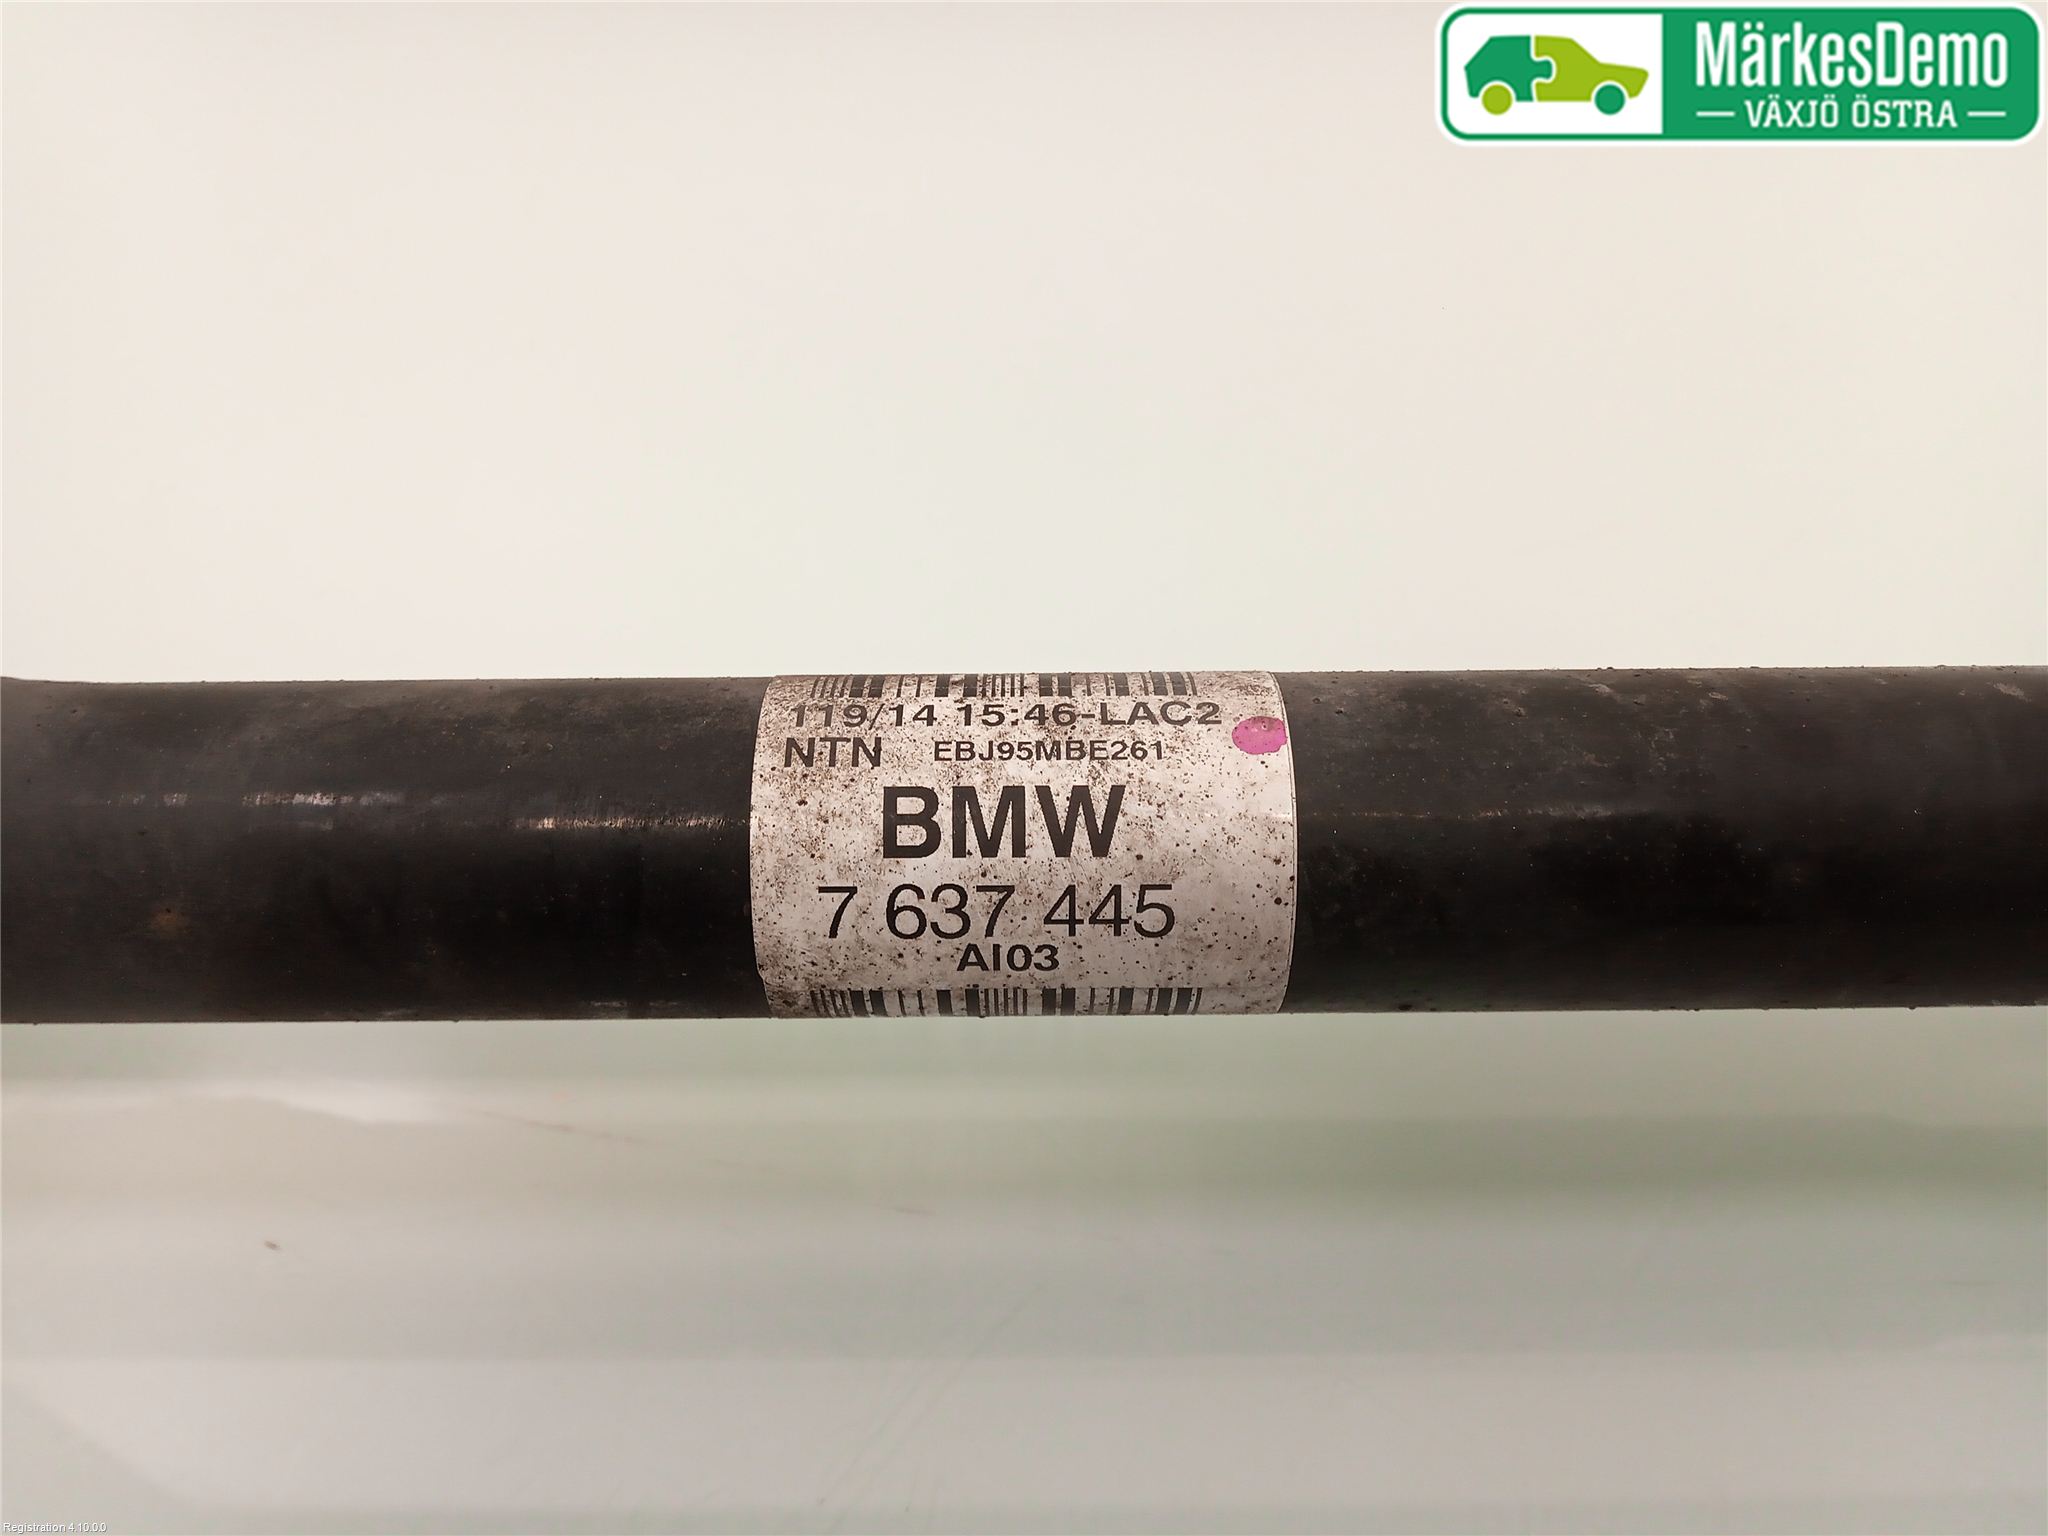 MärkesDemo
VÄXJÖ ÖSTRA
119/14 15:46-LAC2
NTN EBJ95MBE261
BMW
7 637 445
AI03
Registration 4.10.0.0